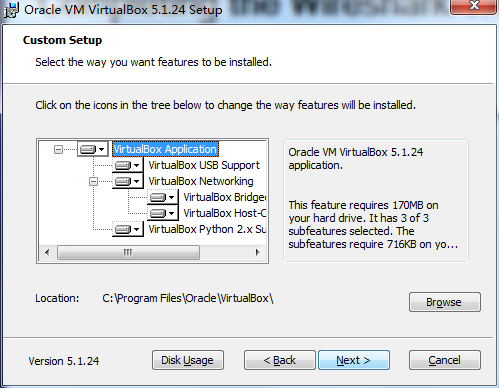 the Wireshark
Oracle VM VirtualBox 5.1.24 Setup
Custom Setup
Select the way you want features to be installed.
Click on the icons in the tree below to change the way features will be installed.
VirtualBox Application
VirtualBox USB Support
VirtualBox Networking
VirtualBox Bridged
VirtualBox Host-O
VirtualBox Python 2.x Su
Oracle VM VirtualBox 5.1.24
application.
This feature requires 170MB on
your hard drive. It has 3 of 3
subfeatures selected. The
subfeatures require 716KB on yo...
Location: C:\Program Files\Oracle\VirtualBox\
Browse
Version 5.1.24
Disk Usage
< Back
Next >
Cancel